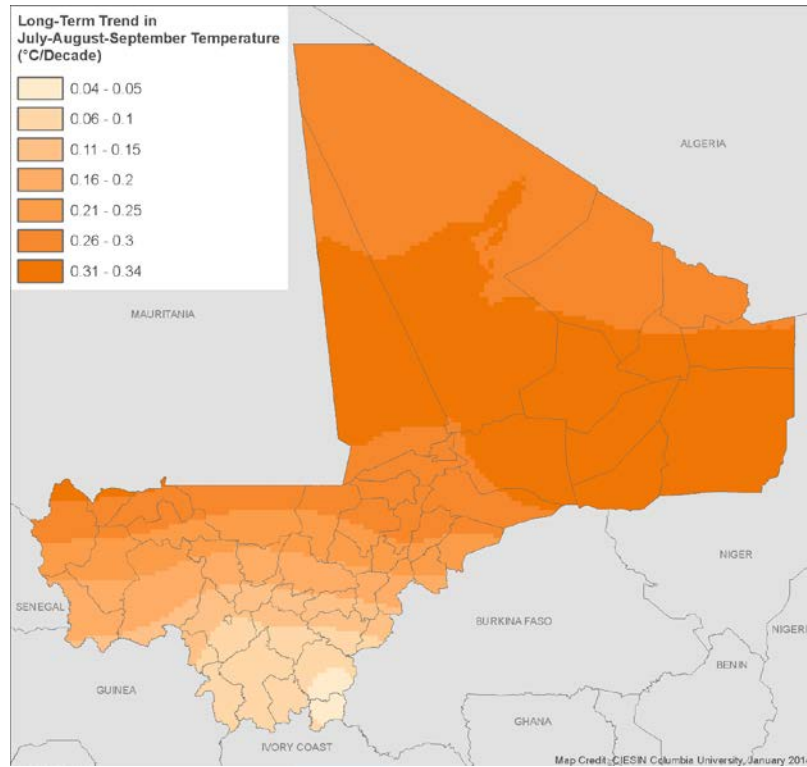 Long-Term Trend in
July-August-September Temperature
(°C/Decade)
0.04 - 0.05
0.06 - 0.1
0.11 - 0.15
0.16 - 0.2
0.21 - 0.25
0.26 - 0.3
0.31 - 0.34
ALGERIA
MAURITANIA
NIGER
SENEGAL
BURKINA FASO
NIGERI
BENIN
GUINEA
GHANA
IVORY COAST
Map Credit: CIESIN Columbia University, January